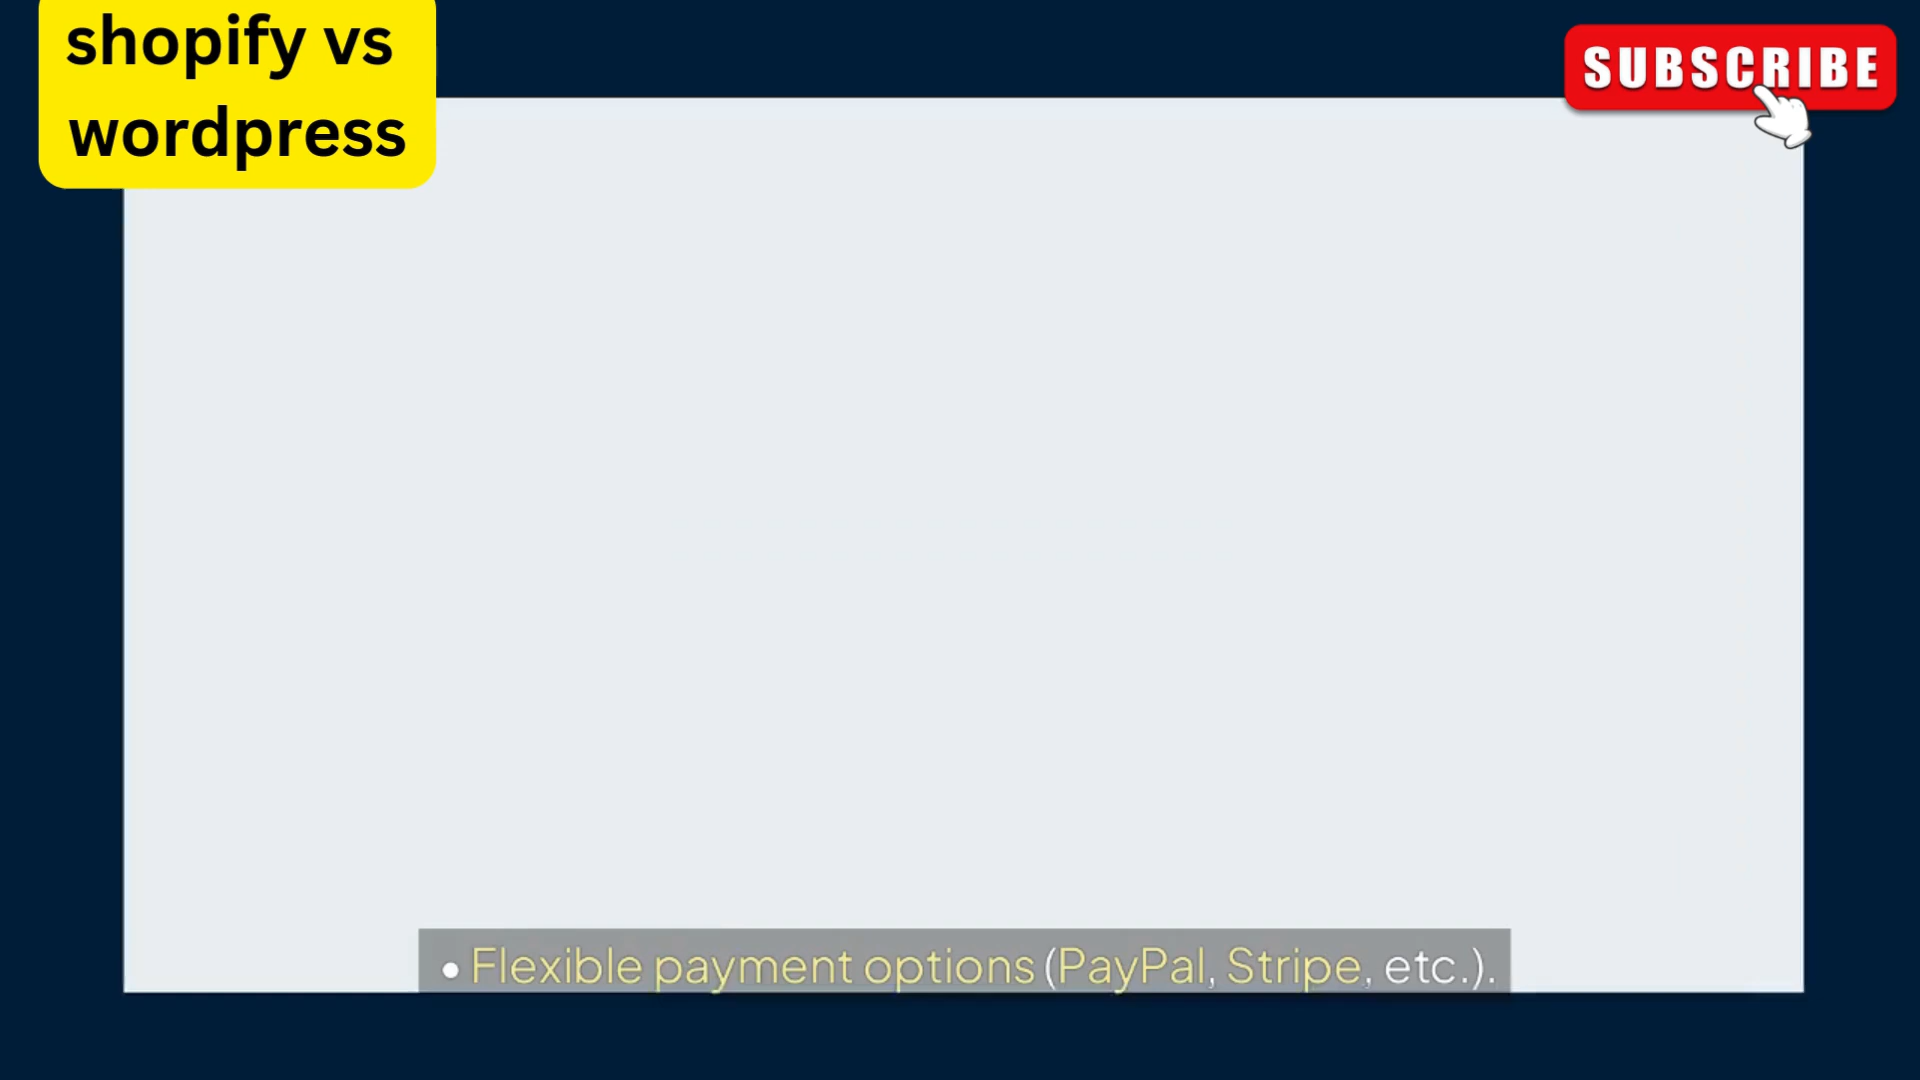 shopify vs
wordpress
SUBSCRIBE
• Flexible payment options (PayPal, Stripe, etc.).